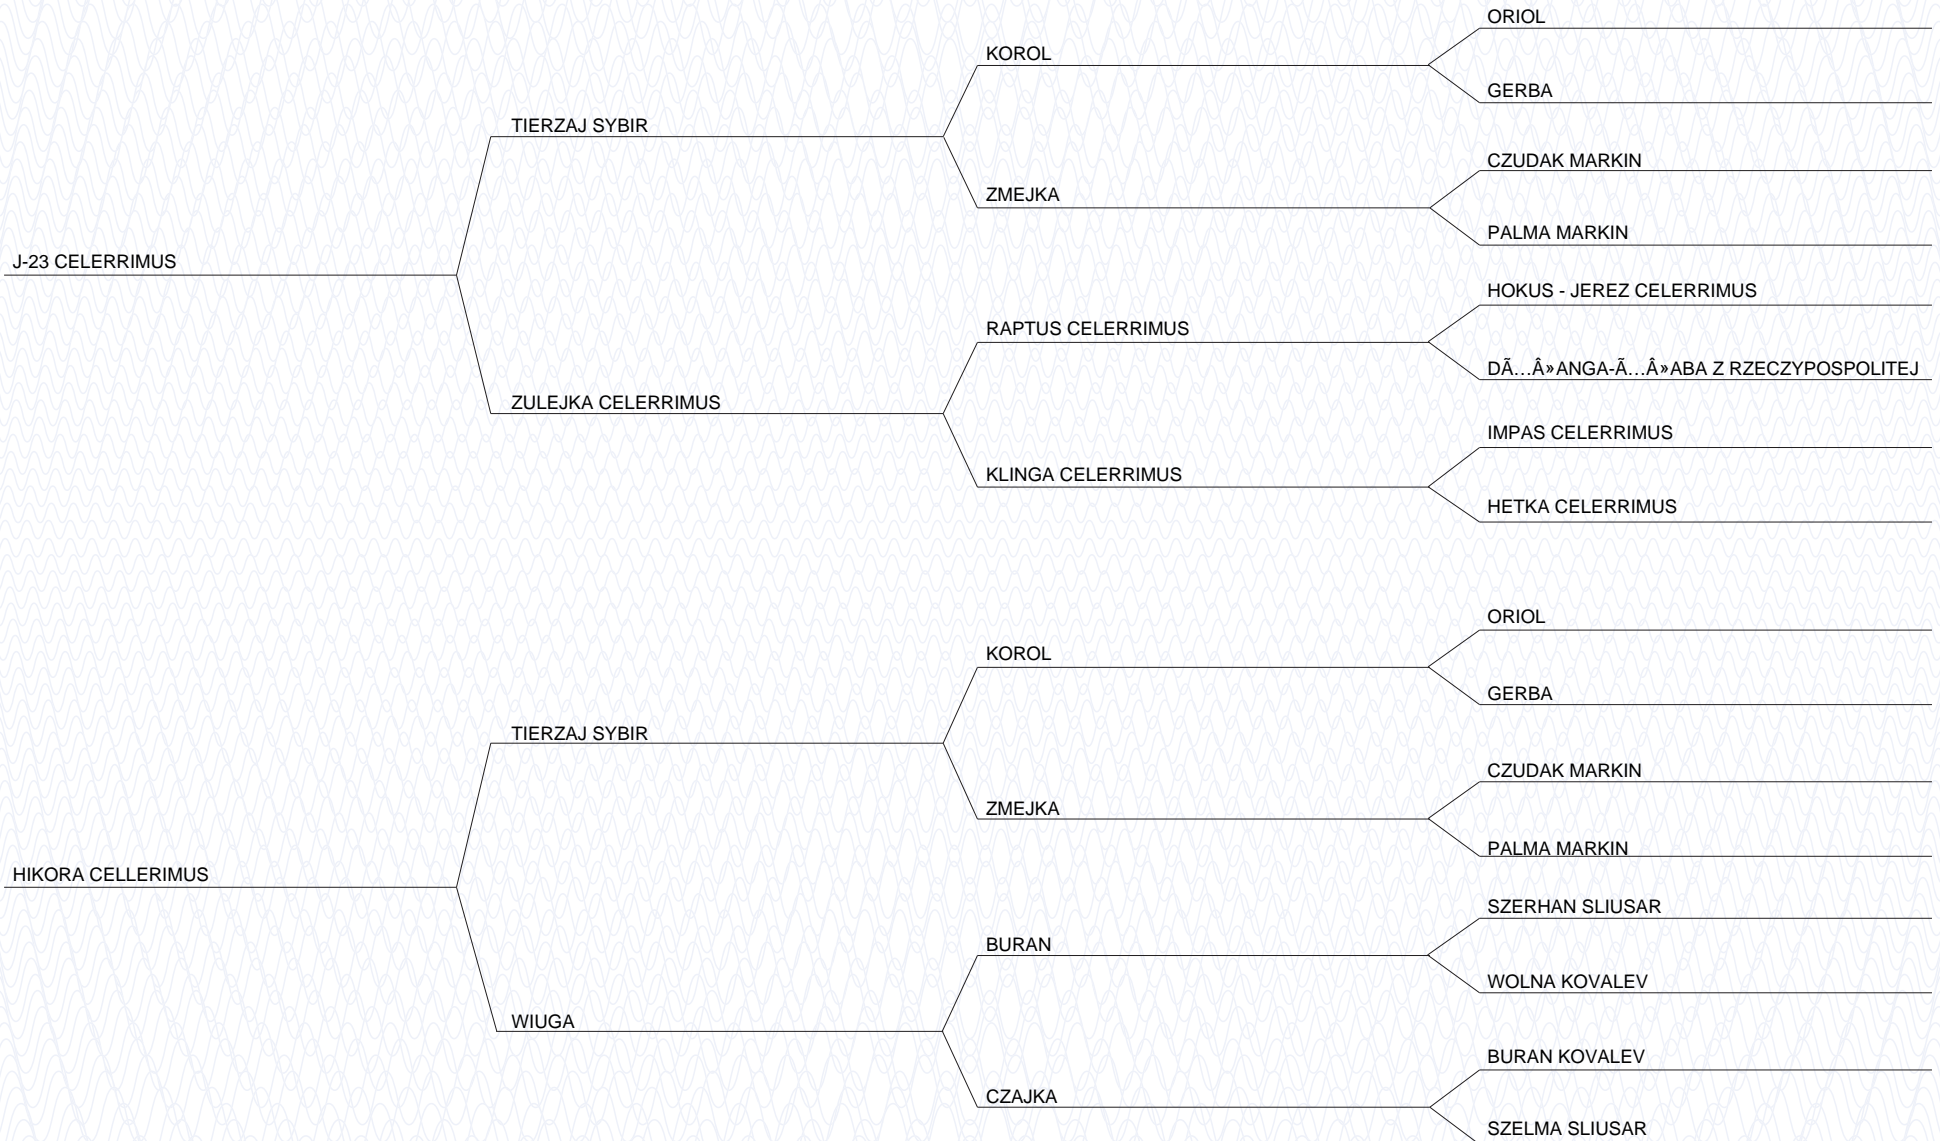 ORIOL
KOROL
GERBA
TIERZAJ SYBIR
CZUDAK MARKIN
ZMEJKA
PALMA MARKIN
J-23 CELERRIMUS
HOKUS - JEREZ CELERRIMUS
RAPTUS CELERRIMUS
DÃ…Â»ANGA-Ã…Â»ABA Z RZECZYPOSPOLITEJ
ZULEJKA CELERRIMUS
IMPAS CELERRIMUS
KLINGA CELERRIMUS
HETKA CELERRIMUS
ORIOL
KOROL
GERBA
TIERZAJ SYBIR
CZUDAK MARKIN
ZMEJKA
PALMA MARKIN
HIKORA CELLERIMUS
SZERHAN SLIUSAR
BURAN
WOLNA KOVALEV
WIUGA
BURAN KOVALEV
CZAJKA
SZELMA SLIUSAR